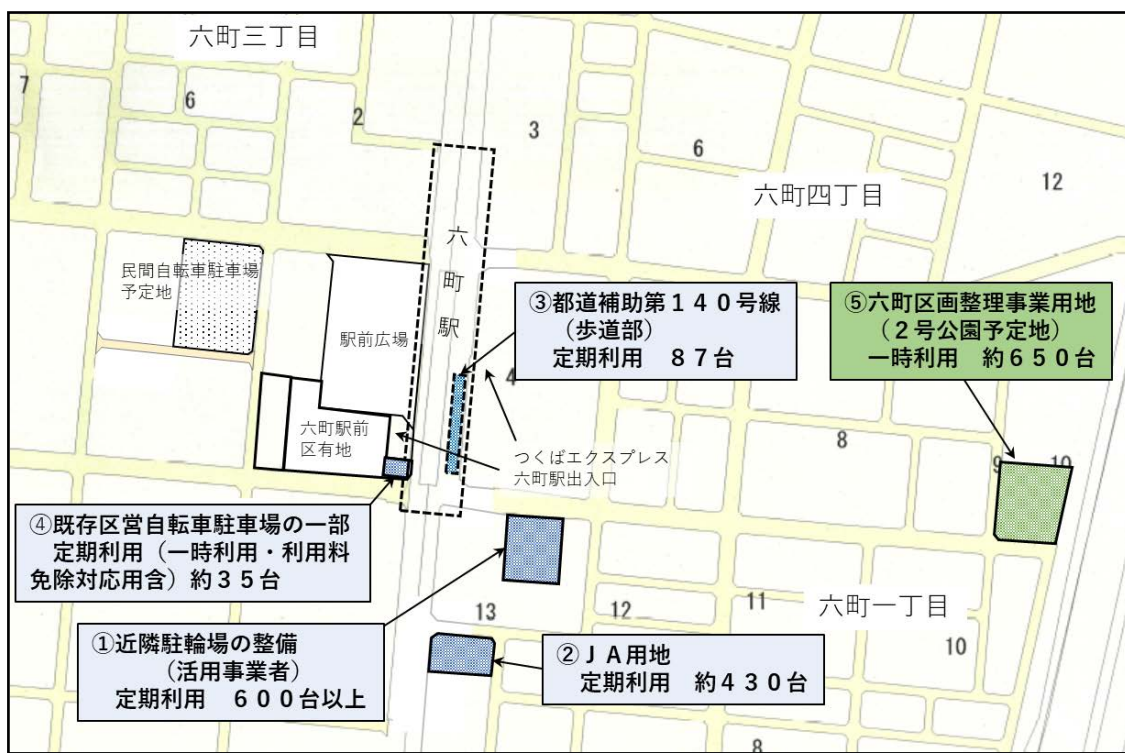 六町三丁目
7
6
2
3
6
12
六町四丁目
六町駅
民間自転車駐車場
予定地
駅前広場
③都道補助第１４０号線
（歩道部）
定期利用　８７台
⑤六町区画整理事業用地
（２号公園予定地）
一時利用　約６５０台
4
六町駅前
区有地
つくばエクスプレス
六町駅出入口
8
9
10
④既存区営自転車駐車場の一部
定期利用（一時利用・利用料
免除対応用含）約３５台
13
12
11
六町一丁目
10
①近隣駐輪場の整備
（活用事業者）
定期利用　６００台以上
②ＪＡ用地
定期利用　約４３０台
8